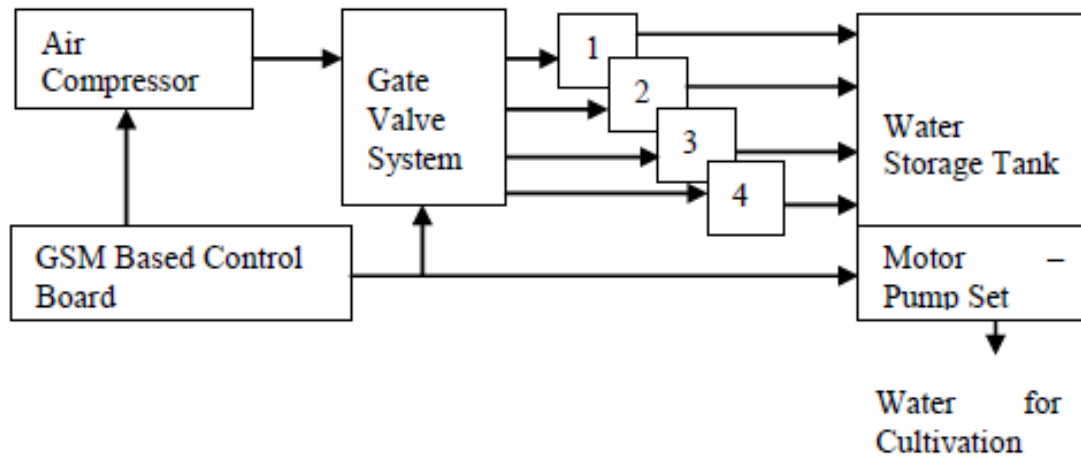 Air
Compressor
Gate
Valve
System
1
2
3
4
Water
Storage Tank
GSM Based Control
Board
Motor –
Pump Set
Water for
Cultivation